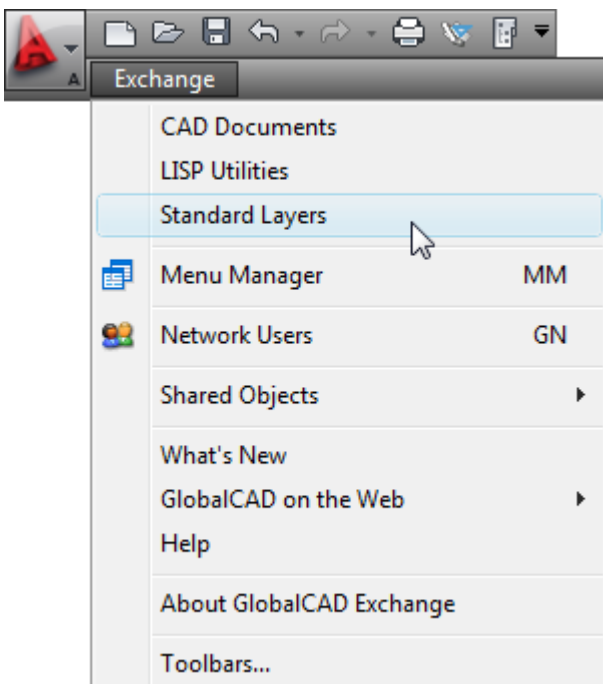 A
Exchange
CAD Documents
LISP Utilities
Standard Layers
Menu Manager MM
Network Users GN
Shared Objects
What's New
GlobalCAD on the Web
Help
About GlobalCAD Exchange
Toolbars...